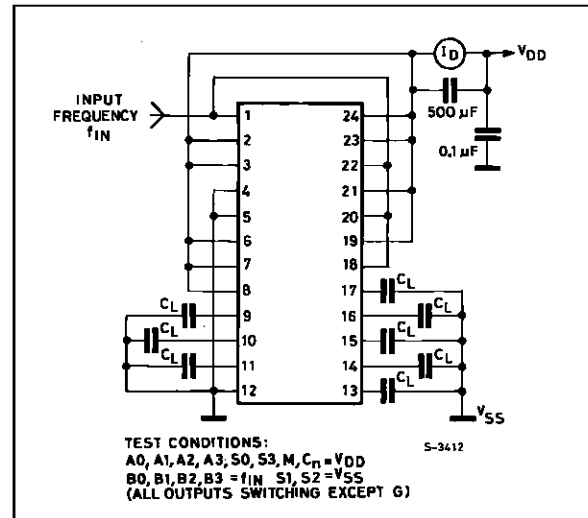 I_D
V_DD
INPUT
FREQUENCY
f_IN
500 µF
0.1 µF
1 24
2 23
3 22
4 21
5 20
6 19
7 18
8 17 C_L
C_L 9 16 C_L
C_L 10 15 C_L
C_L 11 14 C_L
12 13 C_L
V_SS
S-3412
TEST CONDITIONS:
A0, A1, A2, A3, S0, S3, M, C_n = V_DD
B0, B1, B2, B3 = f_IN S1, S2 = V_SS
(ALL OUTPUTS SWITCHING EXCEPT G)